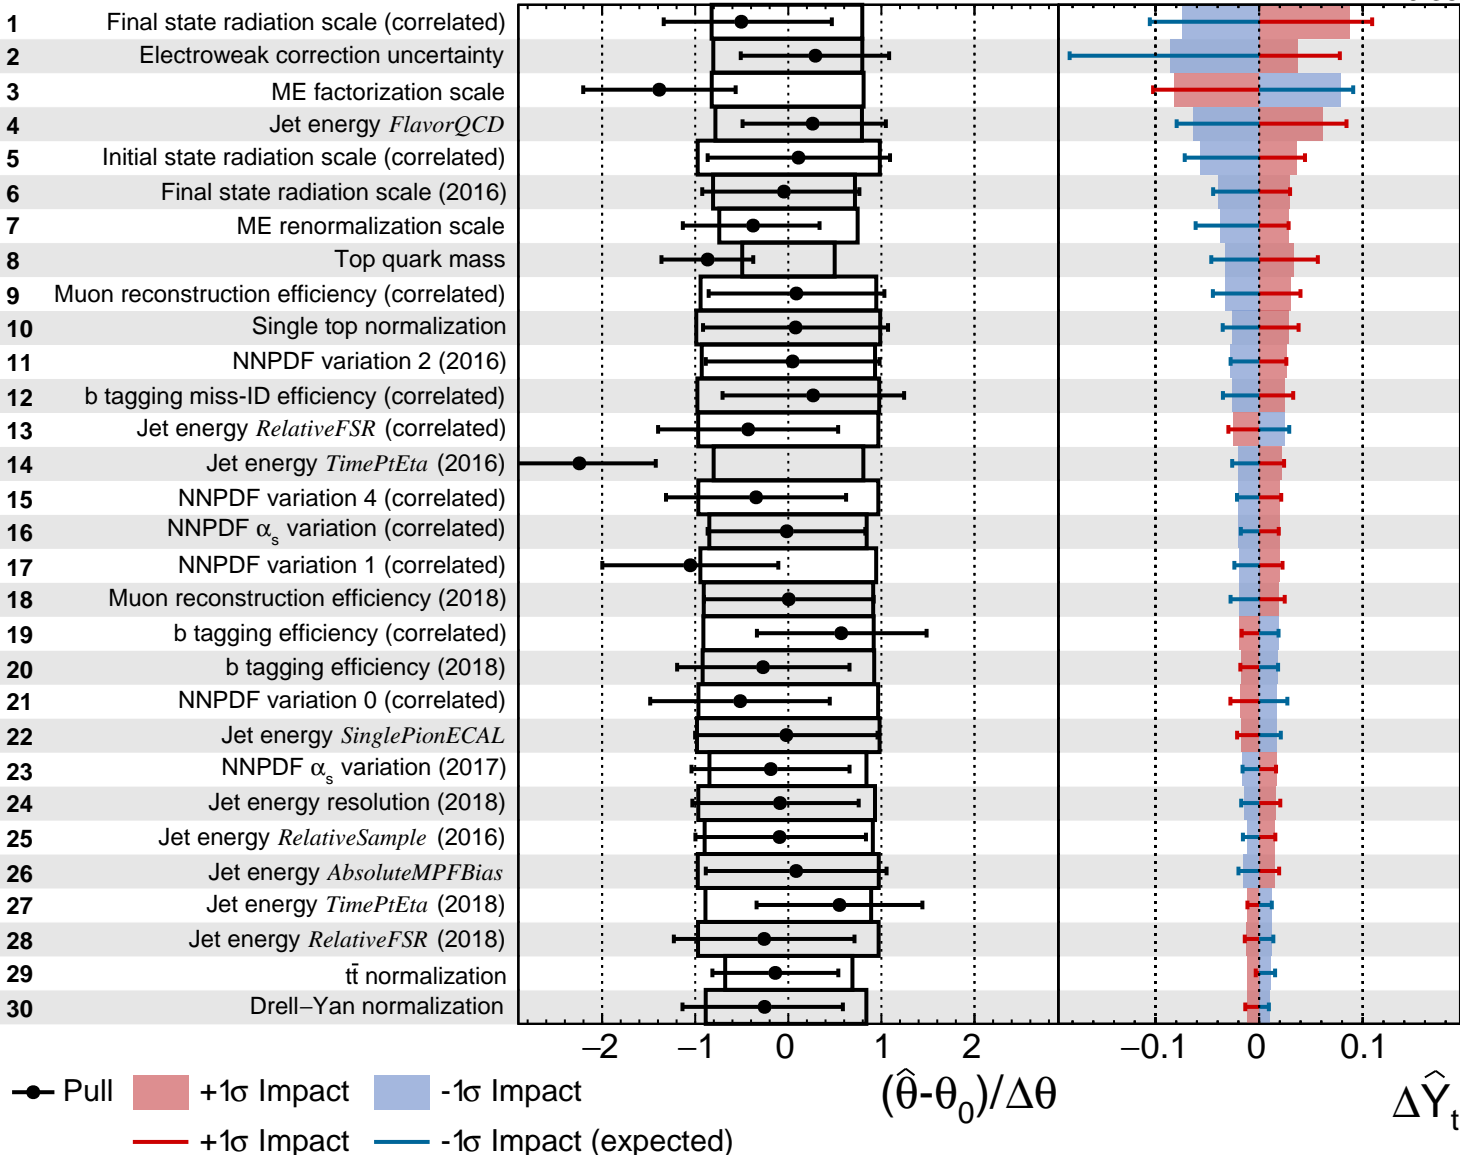 1 Final state radiation scale (correlated)
2 Electroweak correction uncertainty
3 ME factorization scale
4 Jet energy FlavorQCD
5 Initial state radiation scale (correlated)
6 Final state radiation scale (2016)
7 ME renormalization scale
8 Top quark mass
9 Muon reconstruction efficiency (correlated)
10 Single top normalization
11 NNPDF variation 2 (2016)
12 b tagging miss-ID efficiency (correlated)
13 Jet energy RelativeFSR (correlated)
14 Jet energy TimePtEta (2016)
15 NNPDF variation 4 (correlated)
16 NNPDF αs variation (correlated)
17 NNPDF variation 1 (correlated)
18 Muon reconstruction efficiency (2018)
19 b tagging efficiency (correlated)
20 b tagging efficiency (2018)
21 NNPDF variation 0 (correlated)
22 Jet energy SinglePionECAL
23 NNPDF αs variation (2017)
24 Jet energy resolution (2018)
25 Jet energy RelativeSample (2016)
26 Jet energy AbsoluteMPFBias
27 Jet energy TimePtEta (2018)
28 Jet energy RelativeFSR (2018)
29 tt̄ normalization
30 Drell−Yan normalization
−2 −1 0 1 2 −0.1 0 0.1
Pull +1σ Impact -1σ Impact (θ̂-θ0)/Δθ ΔŶt
+1σ Impact -1σ Impact (expected)